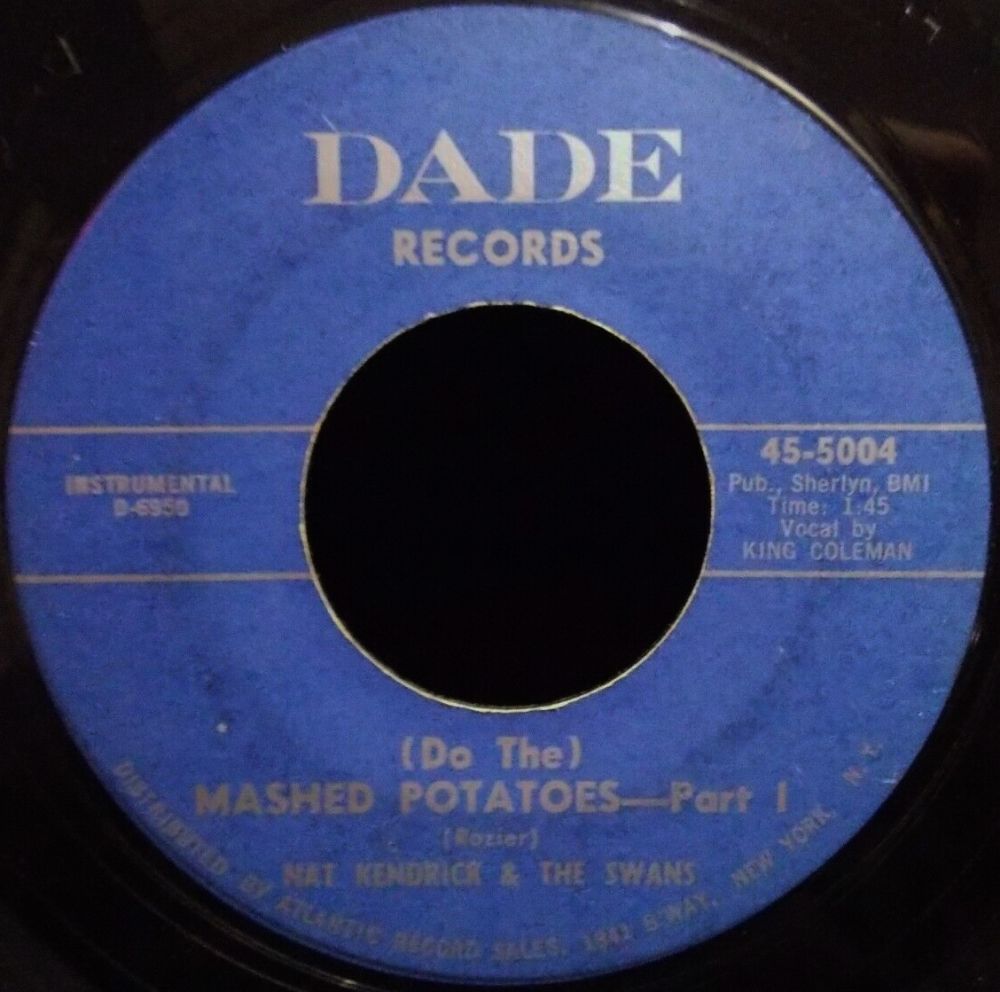 DADE
RECORDS
INSTRUMENTAL
D-6950
45-5004
Pub., Sherlyn, BMI
Time: 1:45
Vocal by
KING COLEMAN
(Do The)
MASHED POTATOES—Part I
(Rozier)
NAT KENDRICK & THE SWANS
DISTRIBUTED BY ATLANTIC RECORD SALES, 1841 B-WAY, NEW YORK, N. Y.